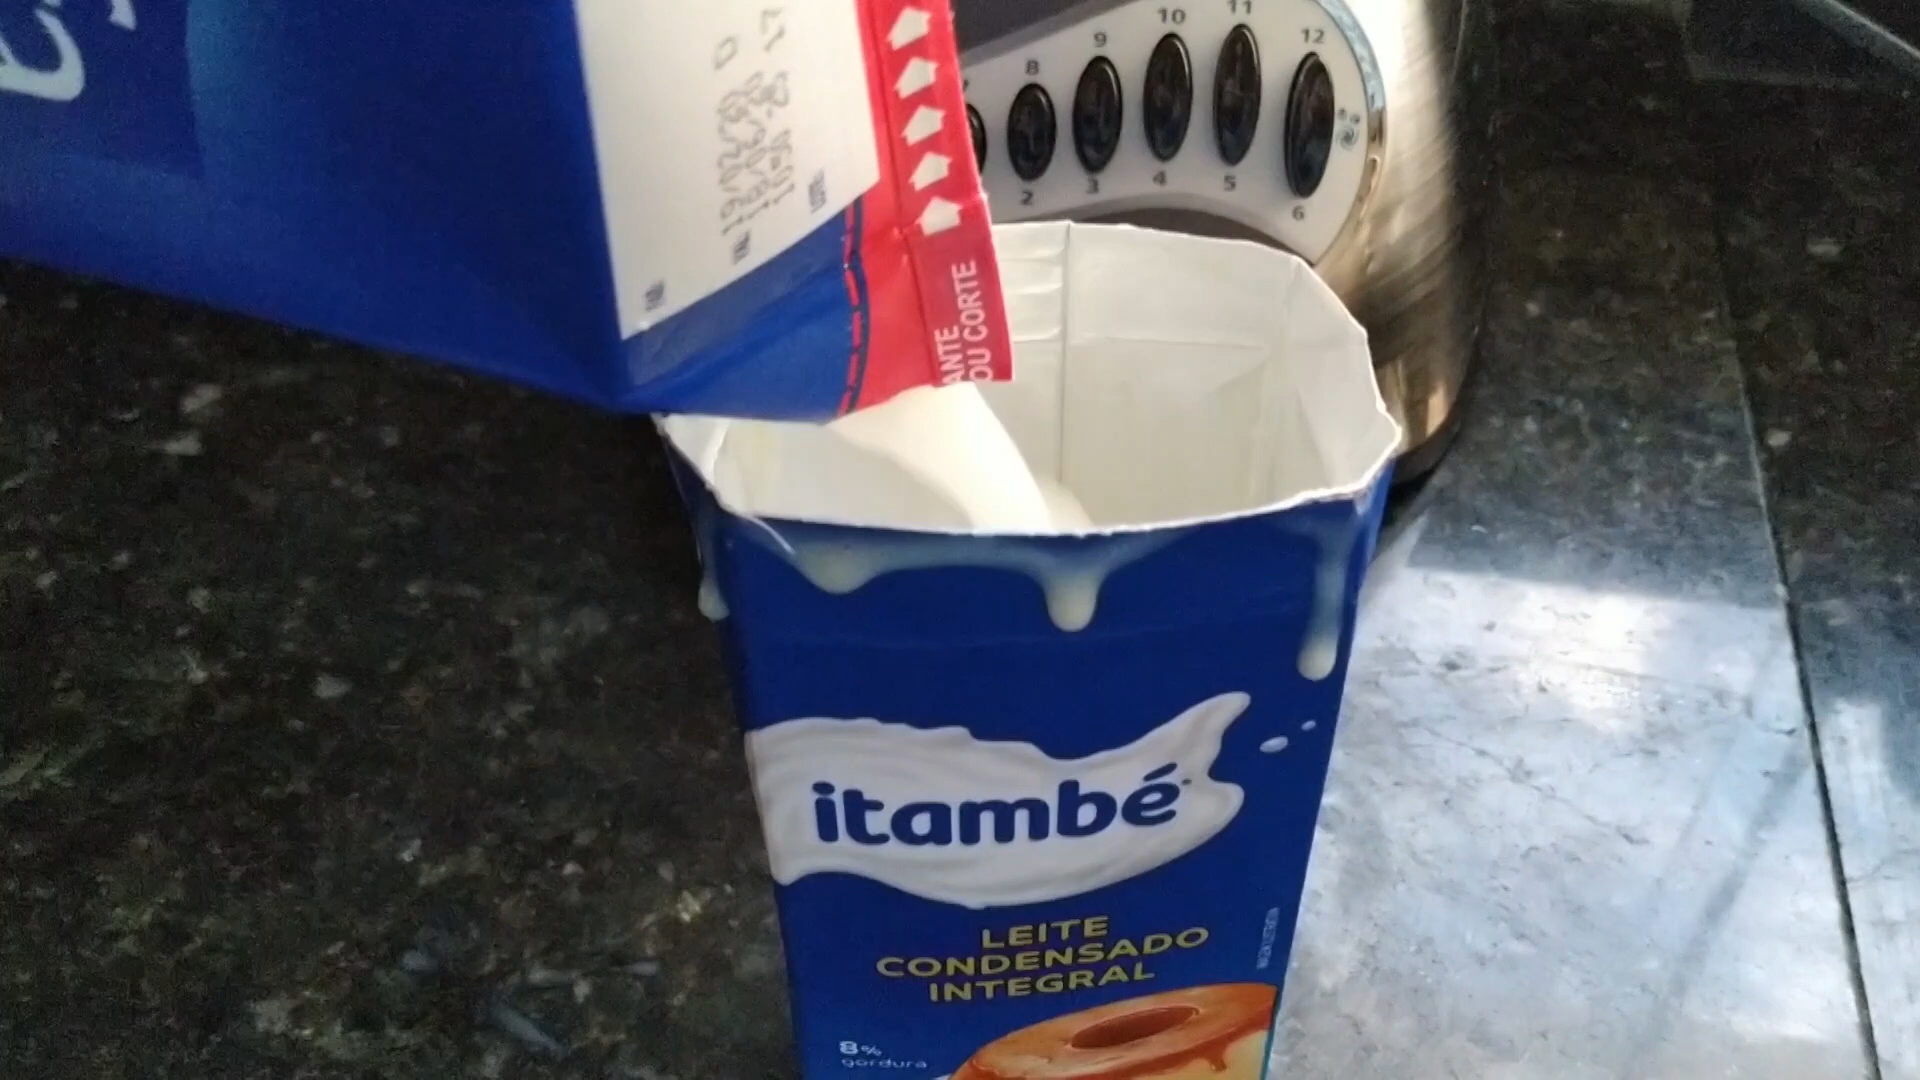 10 11
8 9 12
2 3 4 5 6
ANTE
OU CORTE
LOTE:
itambé
LEITE
CONDENSADO
INTEGRAL
8%
gordura